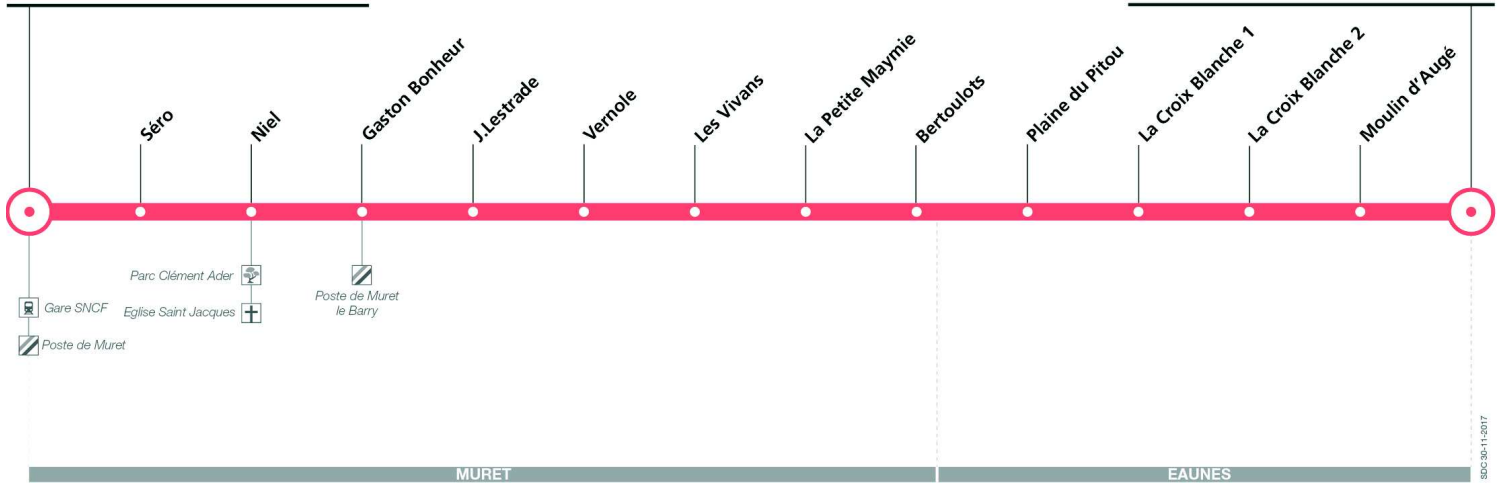 Séro
Niel
Gaston Bonheur
J.Lestrade
Vernole
Les Vivans
La Petite Maymie
Bertoulots
Plaine du Pitou
La Croix Blanche 1
La Croix Blanche 2
Moulin d'Augé
Parc Clément Ader
Eglise Saint Jacques
Poste de Muret
le Barry
Gare SNCF
Poste de Muret
MURET
EAUNES
SDC 30-11-2017